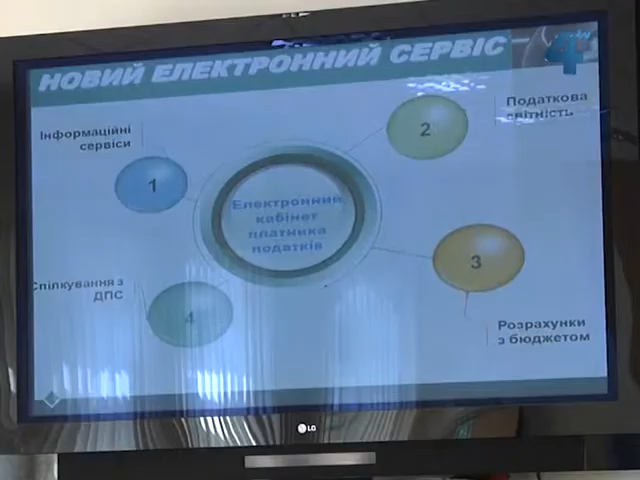 НОВИЙ ЕЛЕКТРОННИЙ СЕРВІС
4
Інформаційні
сервіси
1
2
Податкова
звітність
Електронний
кабінет
платника
податків
3
Спілкування з
ДПС
4
Розрахунки
з бюджетом
LG